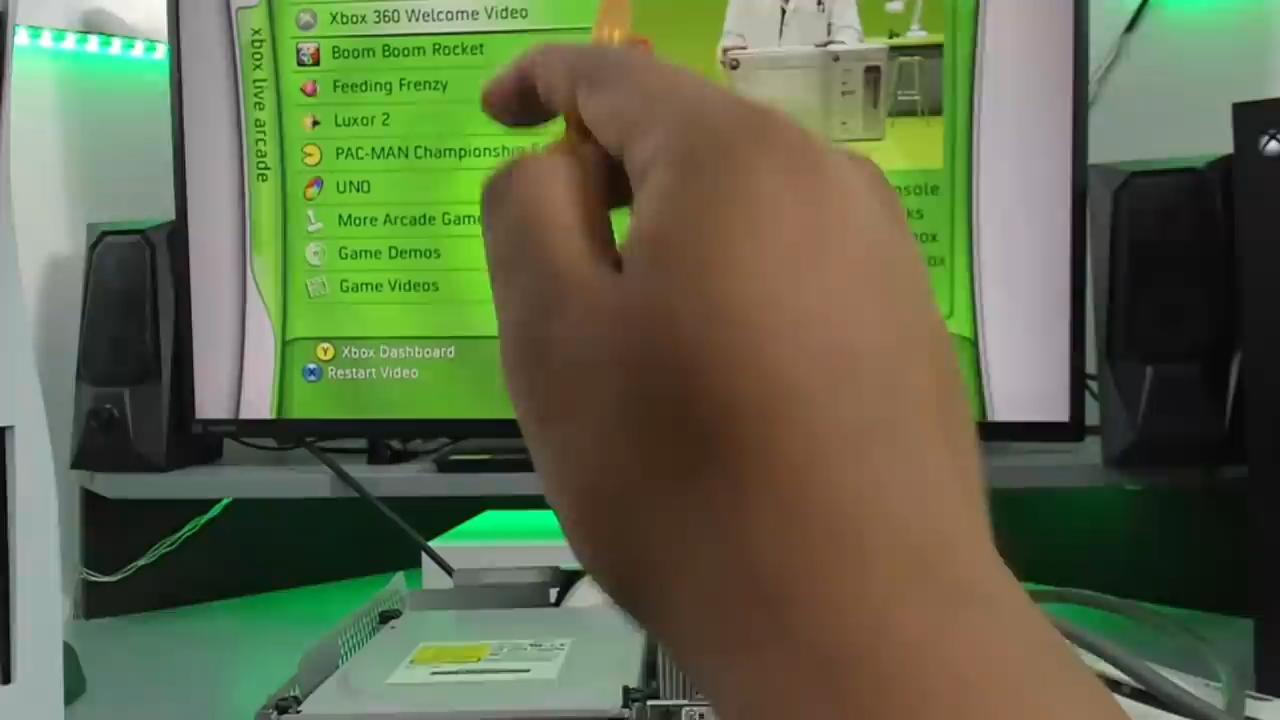 xbox live arcade
Xbox 360 Welcome Video
Boom Boom Rocket
Feeding Frenzy
Luxor 2
PAC-MAN Championship
UNO
More Arcade
Game Demos
Game Videos
Y Xbox Dashboard
X Restart Video